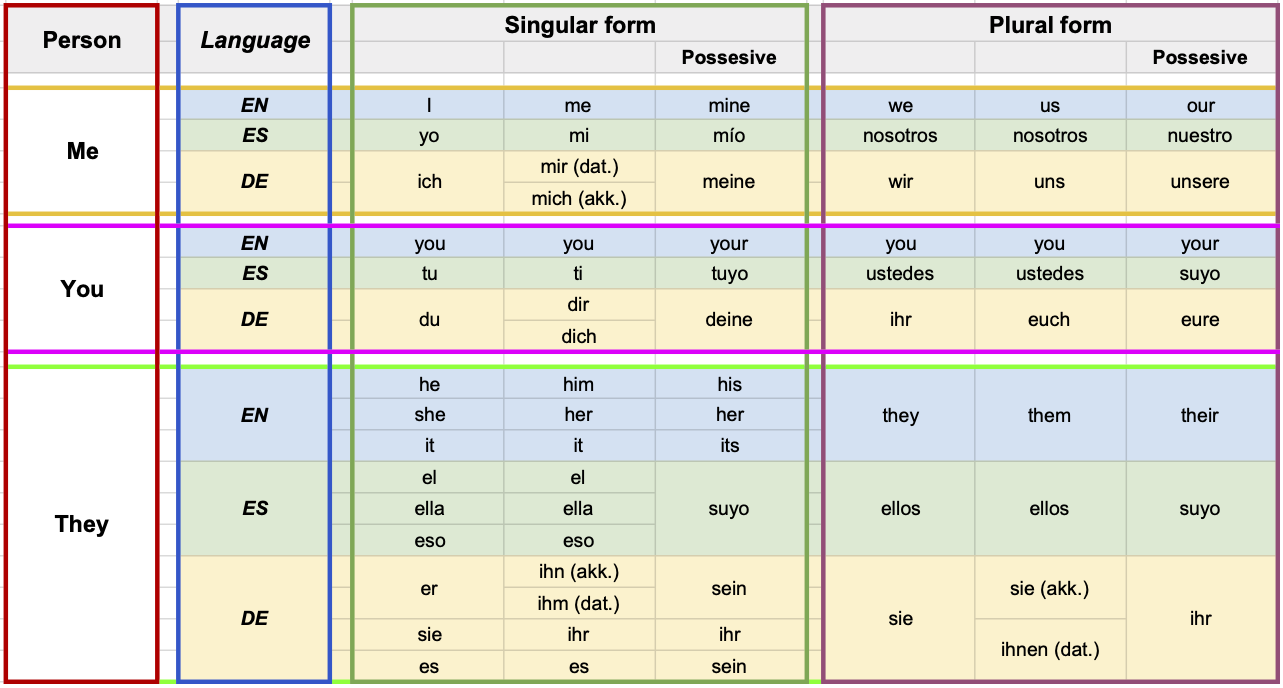 Person Language Singular form Plural form
Possesive Possesive
Me
EN I me mine we us our
ES yo mi mío nosotros nosotros nuestro
DE ich mir (dat.) meine wir uns unsere
mich (akk.)
You
EN you you your you you your
ES tu ti tuyo ustedes ustedes suyo
DE du dir deine ihr euch eure
dich
They
EN he him his they them their
she her her
it it its
ES el el suyo ellos ellos suyo
ella ella
eso eso
DE er ihn (akk.) sein sie sie (akk.) ihr
ihm (dat.) ihnen (dat.)
sie ihr ihr
es es sein